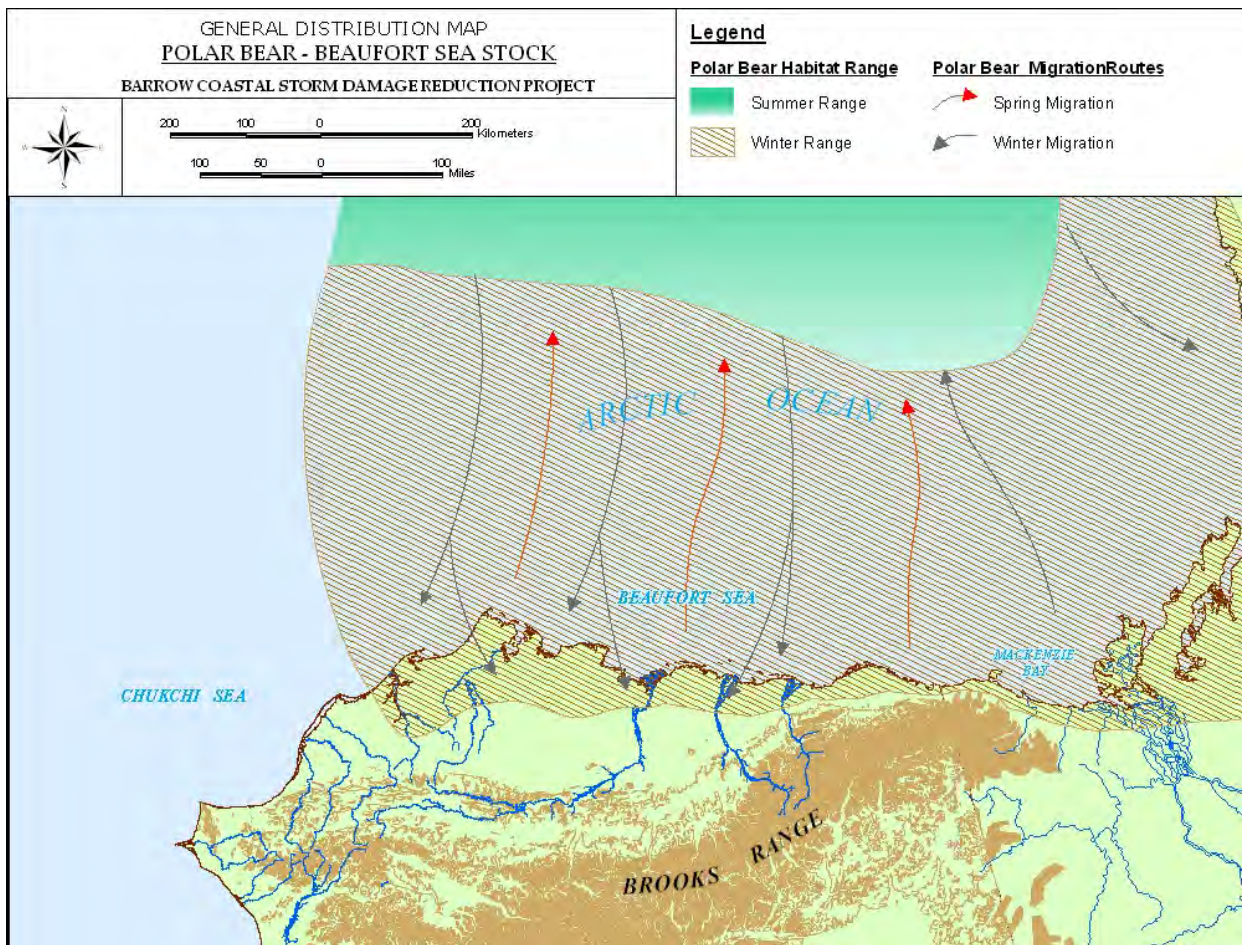 GENERAL DISTRIBUTION MAP
POLAR BEAR - BEAUFORT SEA STOCK
BARROW COASTAL STORM DAMAGE REDUCTION PROJECT
N
W
E
S
200 100 0 200
Kilometers
100 50 0 100
Miles
Legend
Polar Bear Habitat Range
Summer Range
Winter Range
Polar Bear MigrationRoutes
Spring Migration
Winter Migration
ARCTIC OCEAN
BEAUFORT SEA
MACKENZIE
BAY
CHUKCHI SEA
BROOKS RANGE